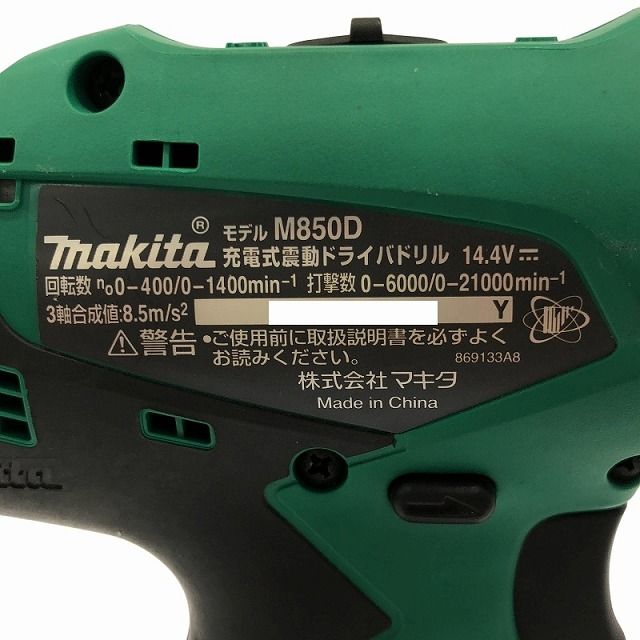 makita® モデル M850D
充電式震動ドライバドリル 14.4V⎓
回転数 n₀0-400/0-1400min⁻¹ 打撃数 0-6000/0-21000min⁻¹
3軸合成値:8.5m/s² Y
⚠警告 •ご使用前に取扱説明書を必ずよく
お読みください。 869133A8
株式会社 マキタ
Made in China